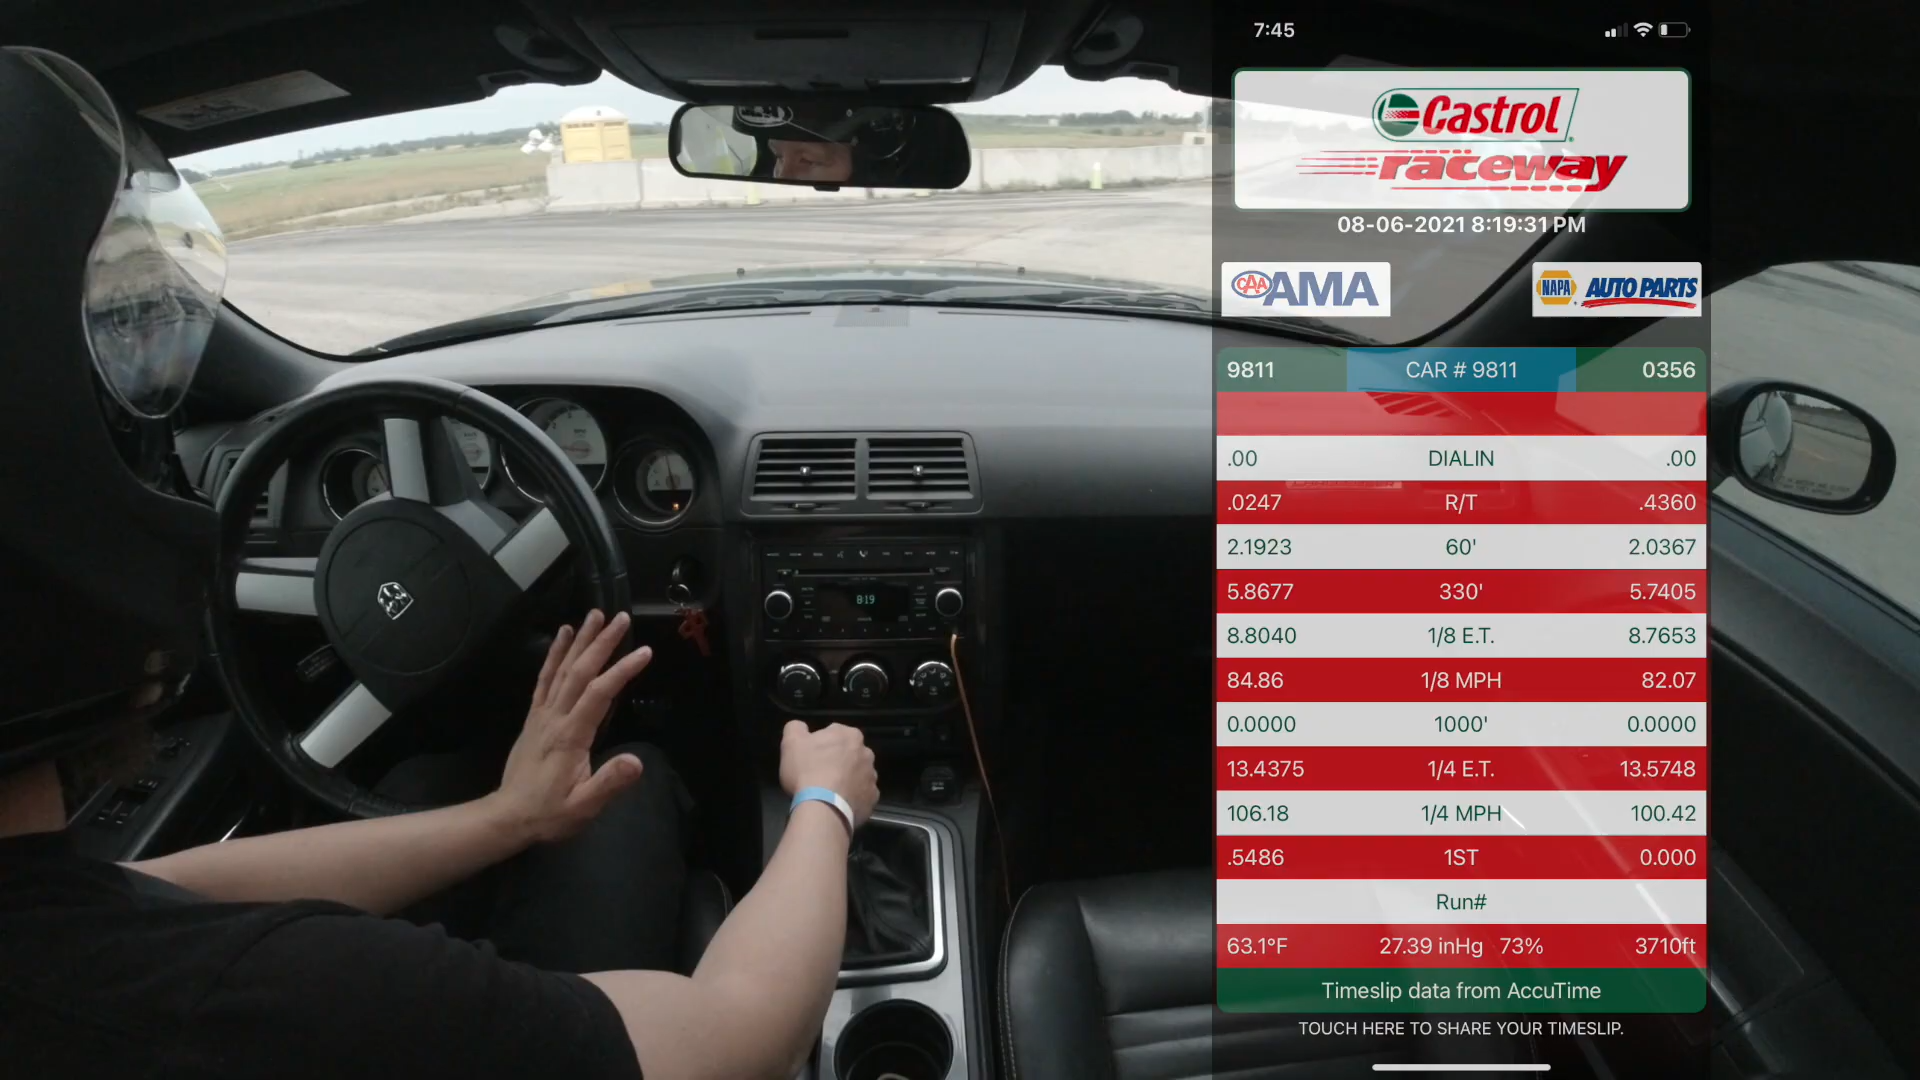 7:45
Castrol
raceway
08-06-2021 8:19:31 PM
CAA AMA
NAPA AUTO PARTS
9811 CAR # 9811 0356
.00 DIALIN .00
.0247 R/T .4360
2.1923 60' 2.0367
5.8677 330' 5.7405
8.8040 1/8 E.T. 8.7653
84.86 1/8 MPH 82.07
0.0000 1000' 0.0000
13.4375 1/4 E.T. 13.5748
106.18 1/4 MPH 100.42
.5486 1ST 0.000
Run#
63.1°F 27.39 inHg 73% 3710ft
Timeslip data from AccuTime
TOUCH HERE TO SHARE YOUR TIMESLIP.
8:19